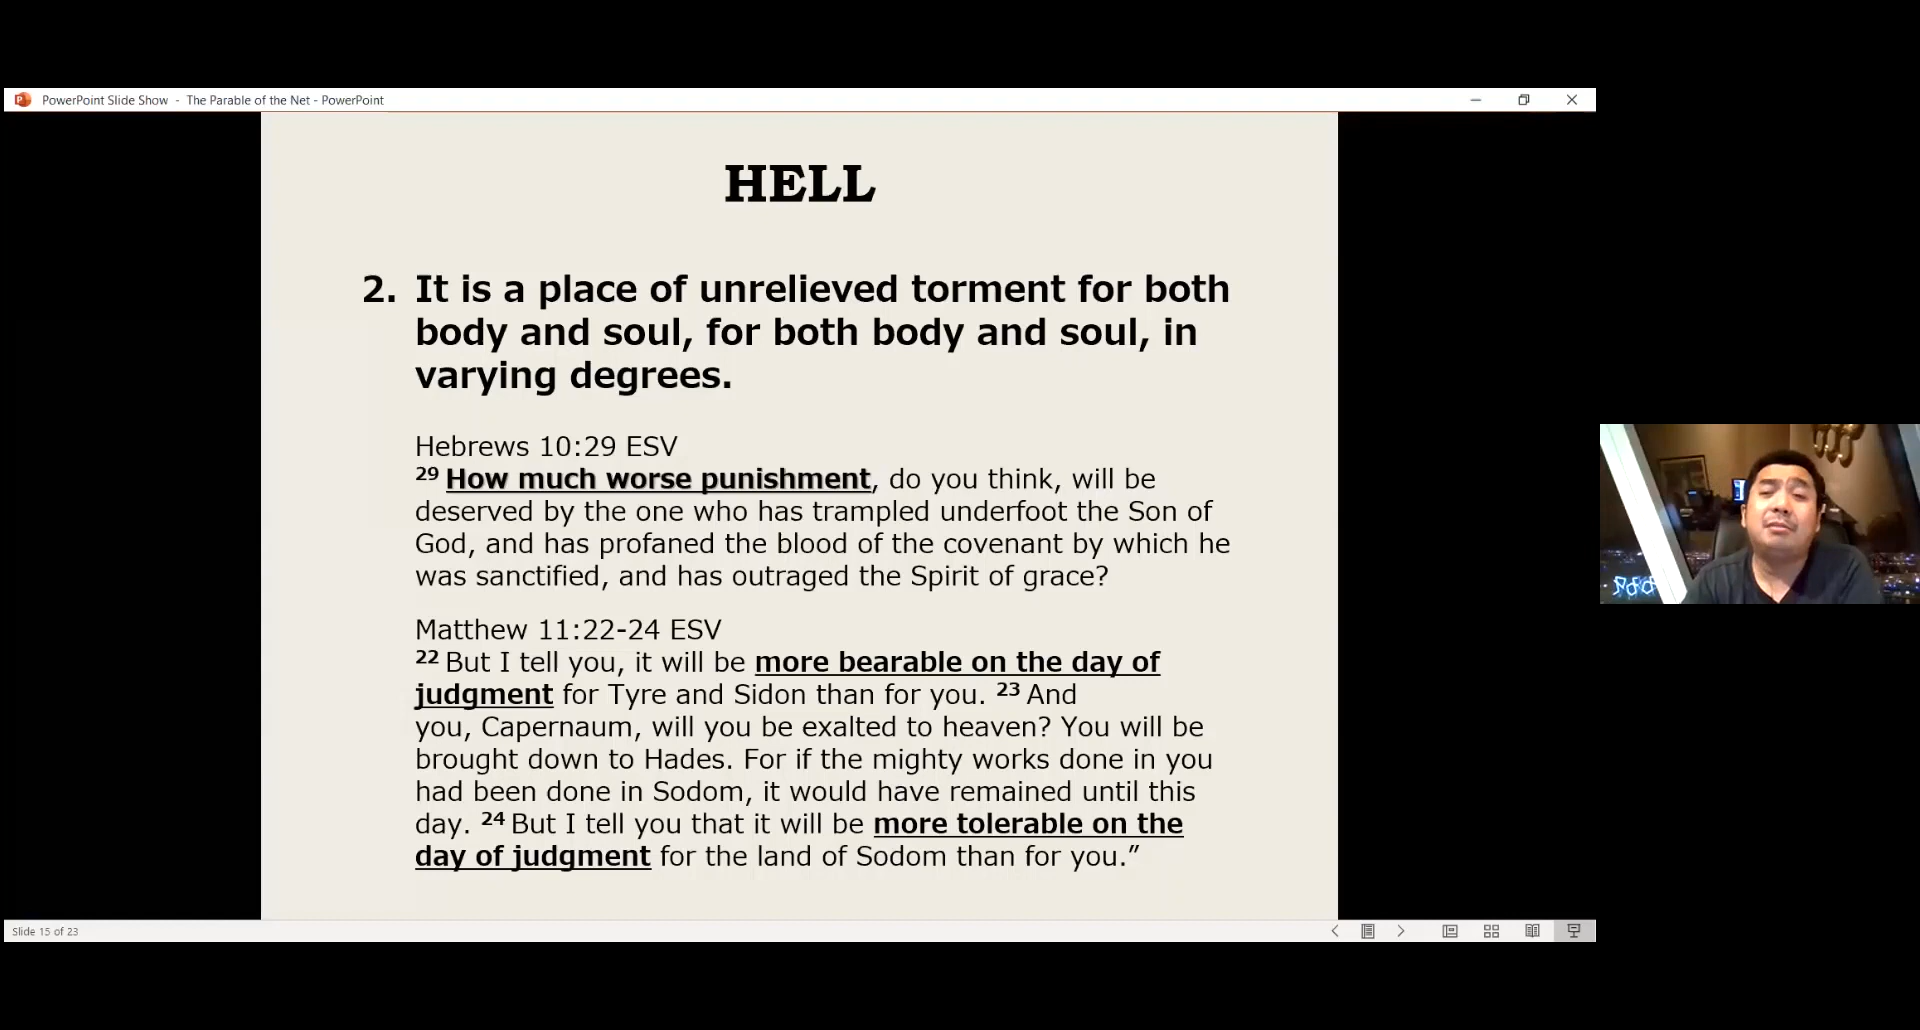 PowerPoint Slide Show - The Parable of the Net - PowerPoint
HELL
2. It is a place of unrelieved torment for both
body and soul, for both body and soul, in
varying degrees.
Hebrews 10:29 ESV
29 How much worse punishment, do you think, will be
deserved by the one who has trampled underfoot the Son of
God, and has profaned the blood of the covenant by which he
was sanctified, and has outraged the Spirit of grace?
Matthew 11:22-24 ESV
22 But I tell you, it will be more bearable on the day of
judgment for Tyre and Sidon than for you. 23 And
you, Capernaum, will you be exalted to heaven? You will be
brought down to Hades. For if the mighty works done in you
had been done in Sodom, it would have remained until this
day. 24 But I tell you that it will be more tolerable on the
day of judgment for the land of Sodom than for you.”
Slide 15 of 23